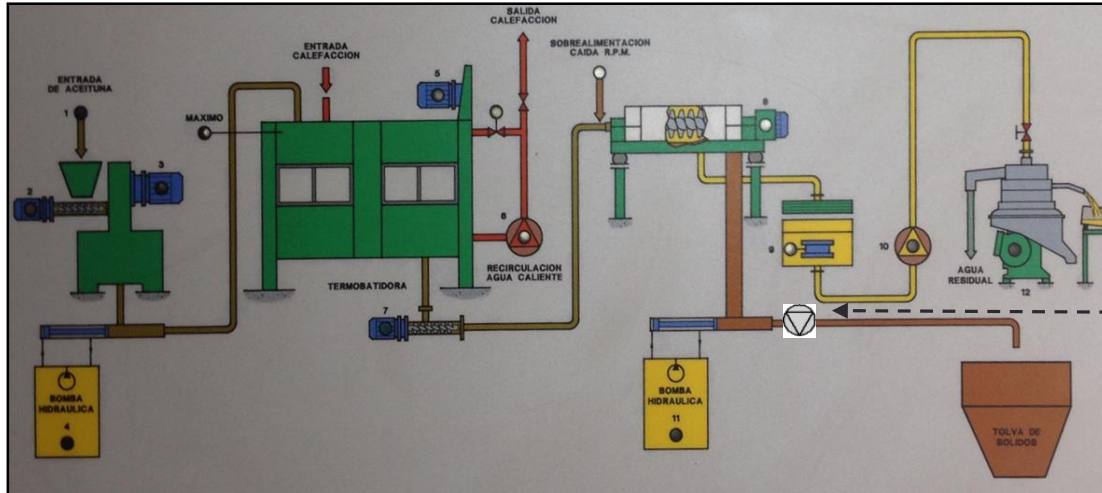 SALIDA
CALEFACCION
ENTRADA
CALEFACCION
SOBREALIMENTACION
CAIDA R.P.M.
ENTRADA
DE ACEITUNA
1
MAXIMO
5
8
3
2
6
RECIRCULACION
AGUA CALIENTE
9
10
AGUA
RESIDUAL
12
TERMOBATIDORA
7
BOMBA
HIDRAULICA
4
BOMBA
HIDRAULICA
11
TOLVA DE
SOLIDOS